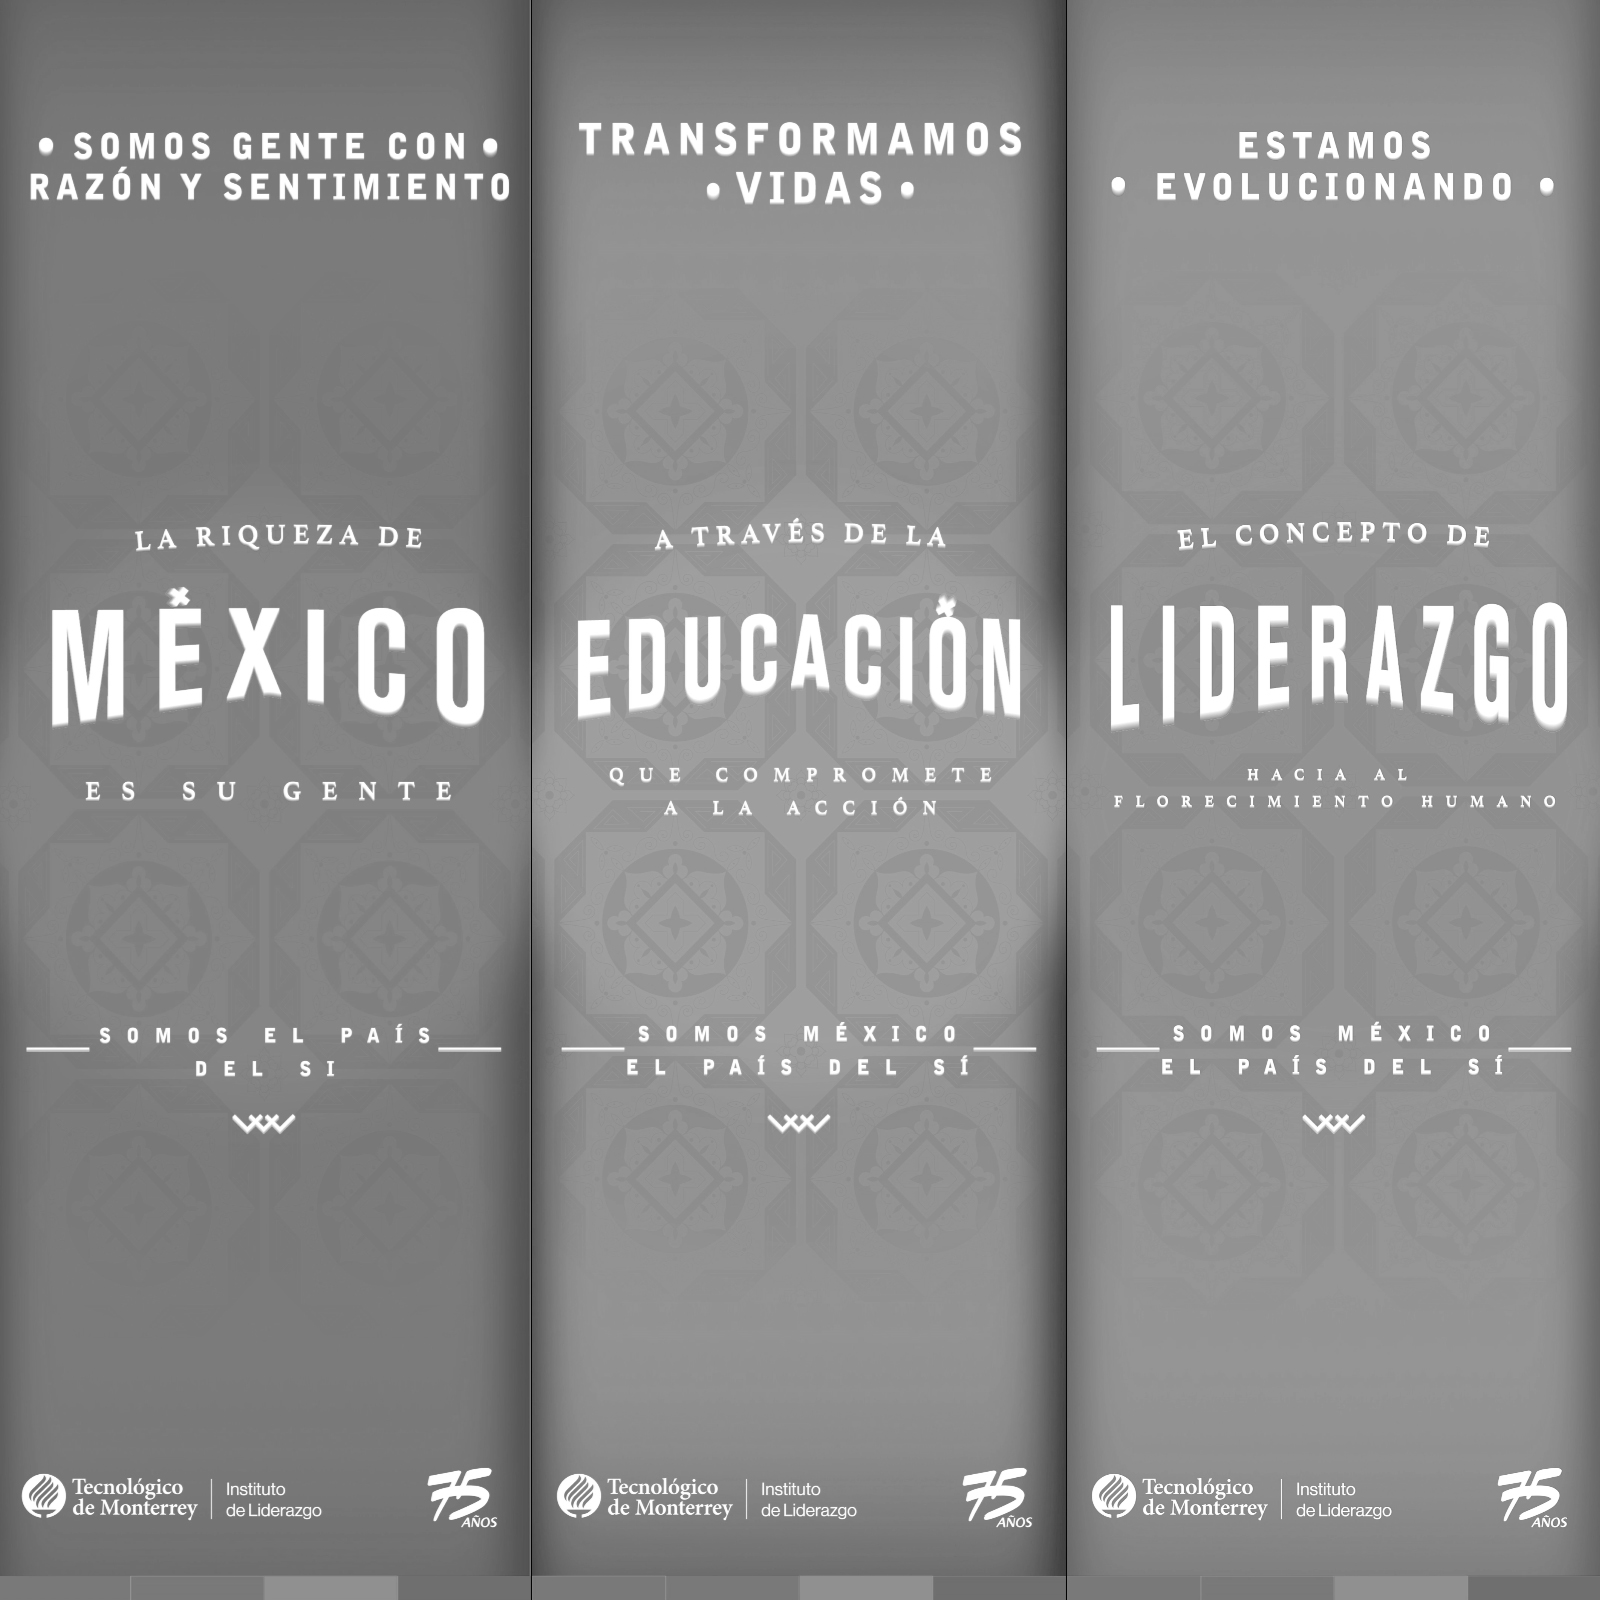 • SOMOS GENTE CON •
RAZÓN Y SENTIMIENTO
LA RIQUEZA DE
MÉXICO
ES SU GENTE
SOMOS EL PAÍS
DEL SI
Tecnológico
de Monterrey
Instituto
de Liderazgo
75
AÑOS
TRANSFORMAMOS
• VIDAS •
A TRAVÉS DE LA
EDUCACIÓN
QUE COMPROMETE
A LA ACCIÓN
SOMOS MÉXICO
EL PAÍS DEL SÍ
Tecnológico
de Monterrey
Instituto
de Liderazgo
75
AÑOS
ESTAMOS
• EVOLUCIONANDO •
EL CONCEPTO DE
LIDERAZGO
HACIA AL
FLORECIMIENTO HUMANO
SOMOS MÉXICO
EL PAÍS DEL SÍ
Tecnológico
de Monterrey
Instituto
de Liderazgo
75
AÑOS